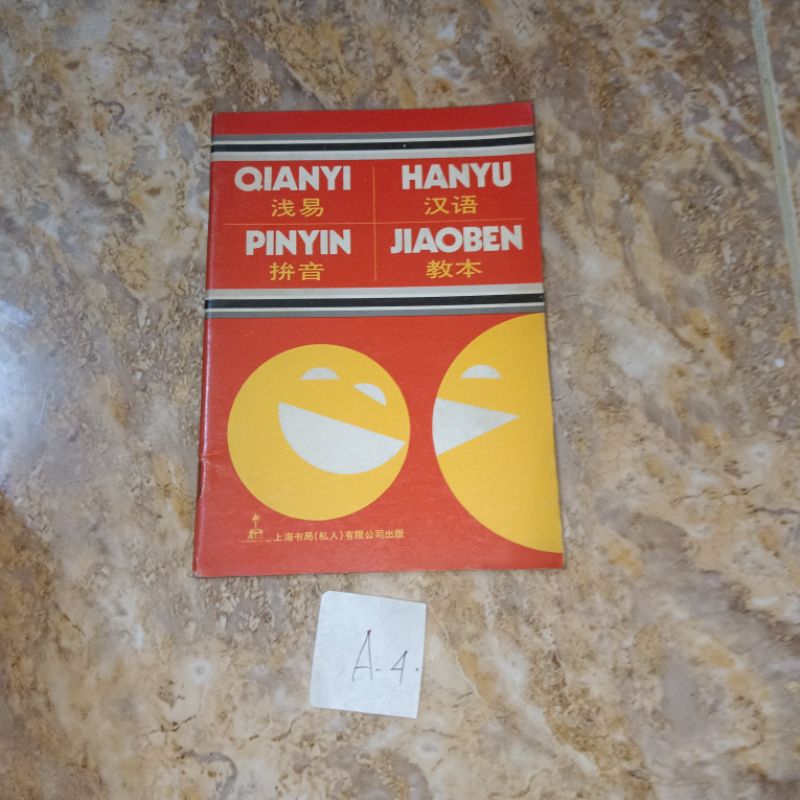 QIANYI HANYU
浅易 汉语
PINYIN JIAOBEN
拚音 教本
上海书局(私人)有限公司出版
A-4.